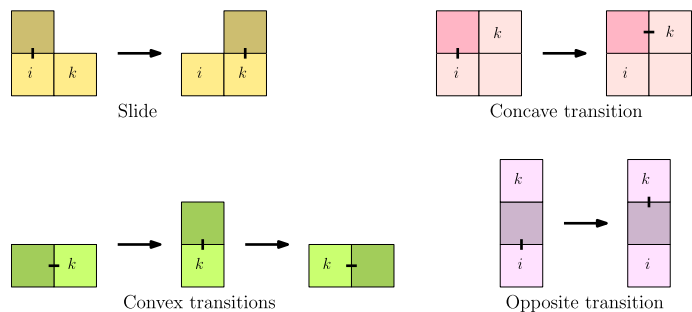 i k
i k
Slide
k
i
k
i
Concave transition
k
k
k
Convex transitions
k
i
k
i
Opposite transition